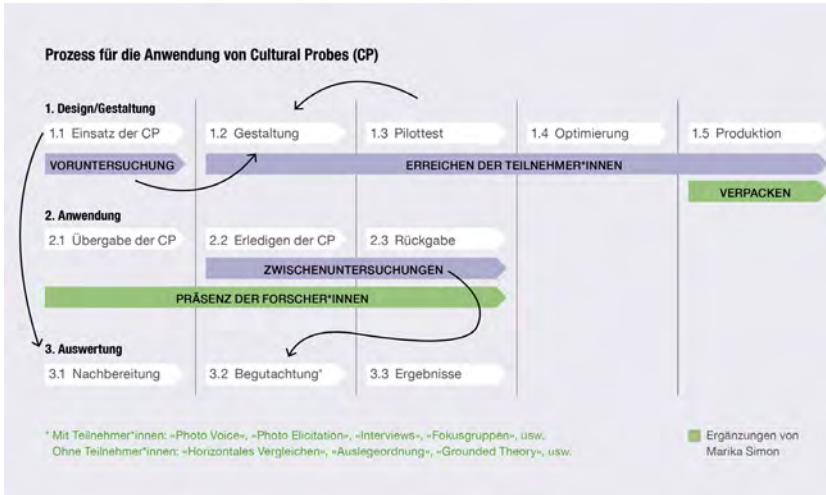 Prozess für die Anwendung von Cultural Probes (CP)
1. Design/Gestaltung
1.1 Einsatz der CP
1.2 Gestaltung
1.3 Pilottest
1.4 Optimierung
1.5 Produktion
VORUNTERSUCHUNG
ERREICHEN DER TEILNEHMER*INNEN
VERPACKEN
2. Anwendung
2.1 Übergabe der CP
2.2 Erledigen der CP
2.3 Rückgabe
ZWISCHENUNTERSUCHUNGEN
PRÄSENZ DER FORSCHER*INNEN
3. Auswertung
3.1 Nachbereitung
3.2 Begutachtung*
3.3 Ergebnisse
* Mit Teilnehmer*innen: «Photo Voice», «Photo Elicitation», «Interviews», «Fokusgruppen», usw.
Ohne Teilnehmer*innen: «Horizontales Vergleichen», «Auslegeordnung», «Grounded Theory», usw.
Ergänzungen von
Marika Simon